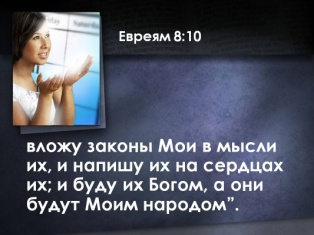 Евреям 8:10
вложу законы Мои в мысли
их, и напишу их на сердцах
их; и буду их Богом, а они
будут Моим народом”.